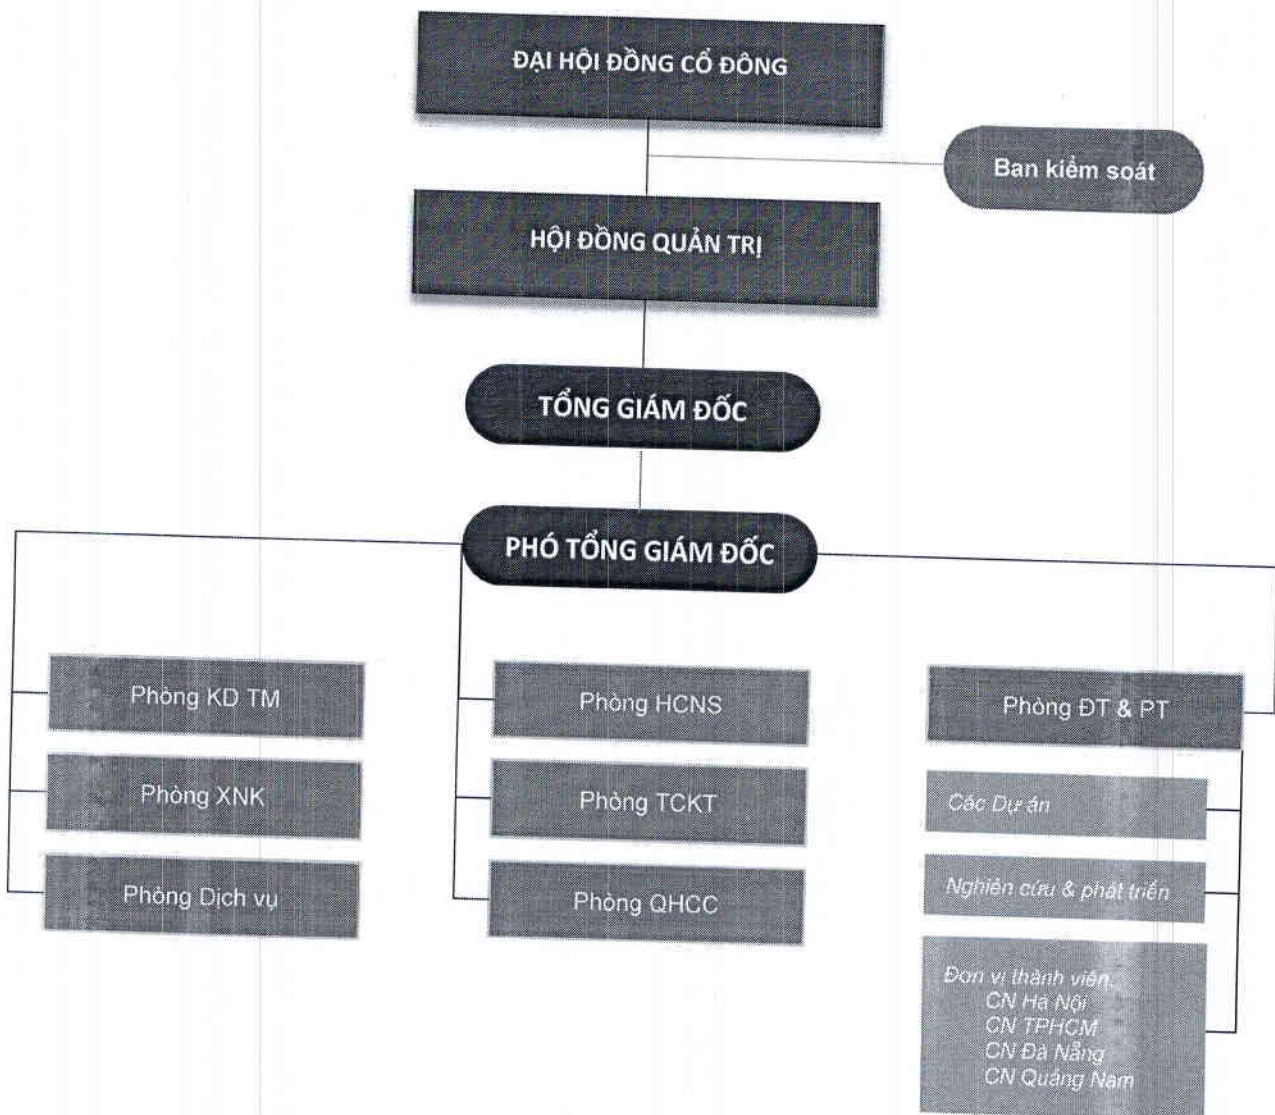 ĐẠI HỘI ĐỒNG CỔ ĐÔNG
Ban kiểm soát
HỘI ĐỒNG QUẢN TRỊ
TỔNG GIÁM ĐỐC
PHÓ TỔNG GIÁM ĐỐC
Phòng KD TM
Phòng XNK
Phòng Dịch vụ
Phòng HCNS
Phòng TCKT
Phòng QHCC
Phòng ĐT & PT
Các Dự án
Nghiên cứu & phát triển
Đơn vị thành viên
CN Hà Nội
CN TPHCM
CN Đà Nẵng
CN Quảng Nam